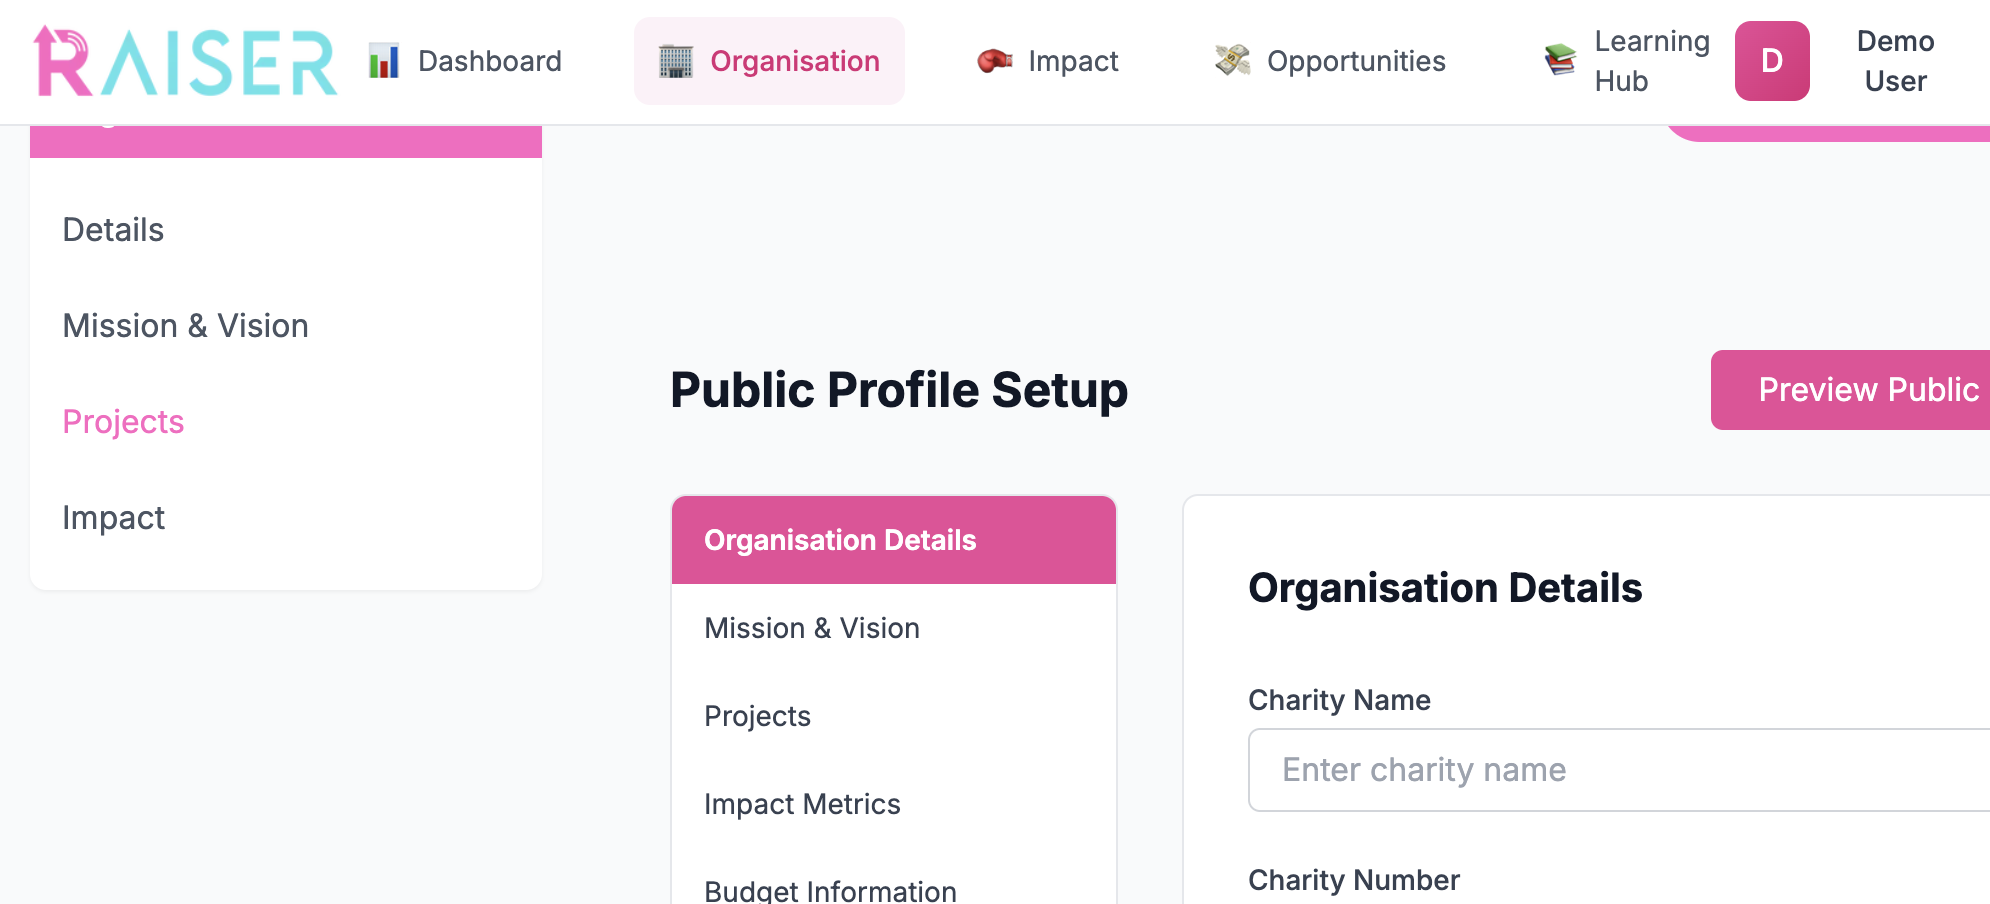 RAISER
Dashboard
Organisation
Impact
Opportunities
Learning
Hub
D
Demo
User
Details
Mission & Vision
Projects
Impact
Public Profile Setup
Preview Public
Organisation Details
Mission & Vision
Projects
Impact Metrics
Budget Information
Organisation Details
Charity Name
Enter charity name
Charity Number